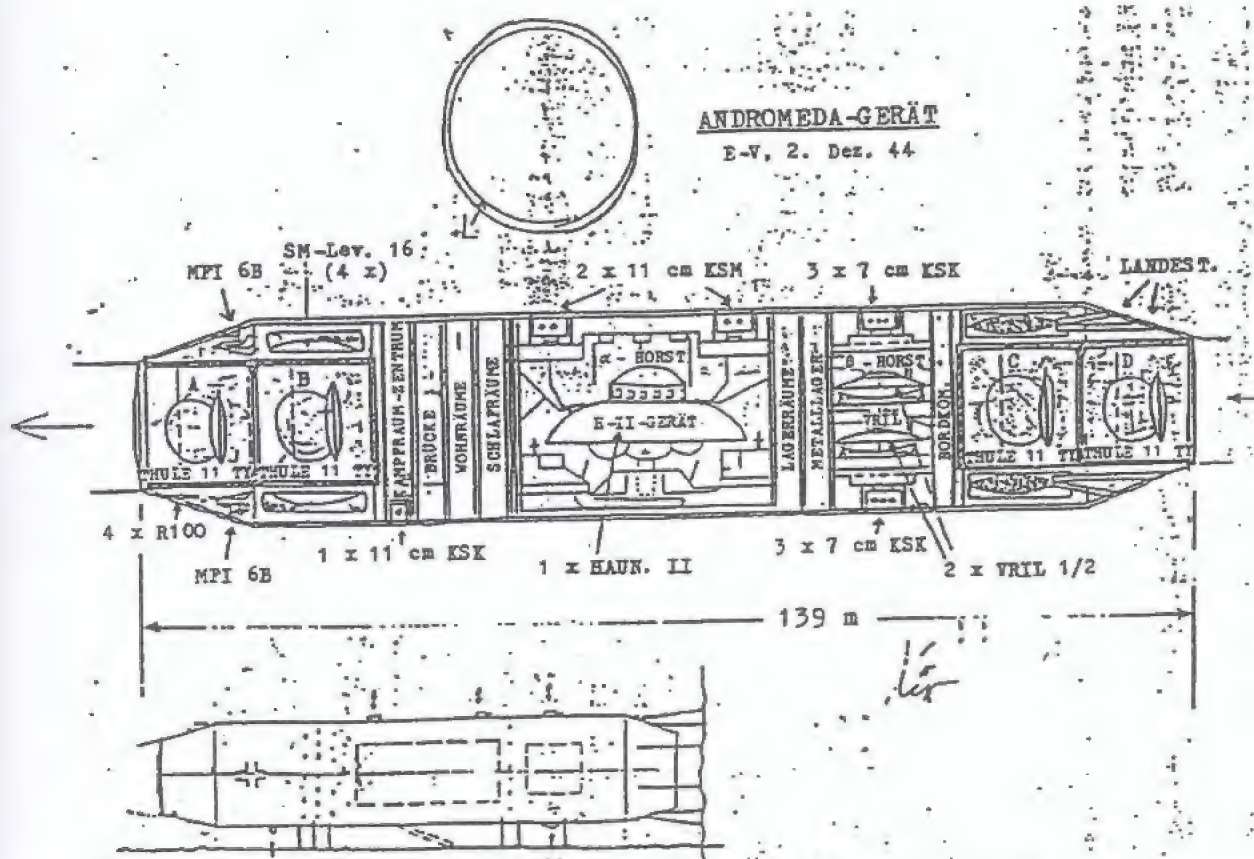 ANDROMEDA-GERÄT
E-V, 2. Dez. 44
SM-Lev. 16
(4 x)
MPI 6B
2 x 11 cm KSM
3 x 7 cm KSK
LANDEST.
A
B
KAMPFRAUM-ZENTRUM
BRÜCKE
WOHNRÄUME
SCHLAFRÄUME
- HORST
H-II-GERÄT
LAGERRÄUME
METALLLAGER
B - HORST
VRIL
BORDKOM.
C
D
THULE 11 TY
THULE 11 TY
THULE 11 TY
THULE 11 TY
4 x R100
MPI 6B
1 x 11 cm KSK
1 x HAUN. II
3 x 7 cm KSK
2 x VRIL 1/2
139 m